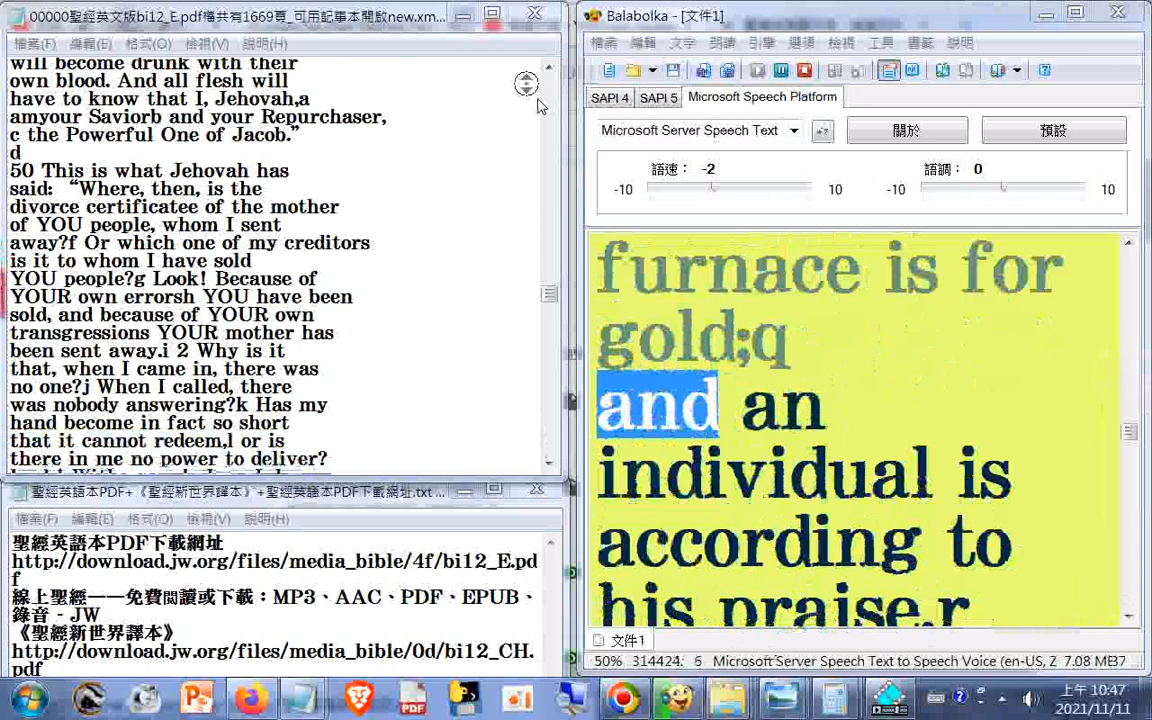 00000聖經英文版bi12_E.pdf檔共有1669頁_可用記事本開啟new.xm...
檔案(F) 編輯(E) 格式(O) 檢視(V) 說明(H)
will become drunk with their
own blood. And all flesh will
have to know that I, Jehovah,a
amyour Saviorb and your Repurchaser,
c the Powerful One of Jacob.”
d
50 This is what Jehovah has
said: “Where, then, is the
divorce certificatee of the mother
of YOU people, whom I sent
away?f Or which one of my creditors
is it to whom I have sold
YOU people?g Look! Because of
YOUR own errorsh YOU have been
sold, and because of YOUR own
transgressions YOUR mother has
been sent away.i 2 Why is it
that, when I came in, there was
no one?j When I called, there
was nobody answering?k Has my
hand become in fact so short
that it cannot redeem,l or is
there in me no power to deliver?
聖經英語本PDF+《聖經新世界譯本》+聖經英語本PDF下載網址.txt ...
檔案(F) 編輯(E) 格式(O) 檢視(V) 說明(H)
聖經英語本PDF下載網址
http://download.jw.org/files/media_bible/4f/bi12_E.pd
f
線上聖經——免費閱讀或下載：MP3、AAC、PDF、EPUB、
錄音 - JW
《聖經新世界譯本》
http://download.jw.org/files/media_bible/0d/bi12_CH.
pdf
Balabolka - [文件1]
檔案 編輯 文字 朗讀 引擎 選項 檢視 工具 書籤 說明
SAPI 4 SAPI 5 Microsoft Speech Platform
Microsoft Server Speech Text 關於 預設
語速： -2 語調： 0
-10 10 -10 10
furnace is for
gold;q
and an
individual is
according to
his praise.r
文件1
50% 314424: 6 Microsoft Server Speech Text to Speech Voice (en-US, Z 7.08 MB37
上午 10:47
2021/11/11